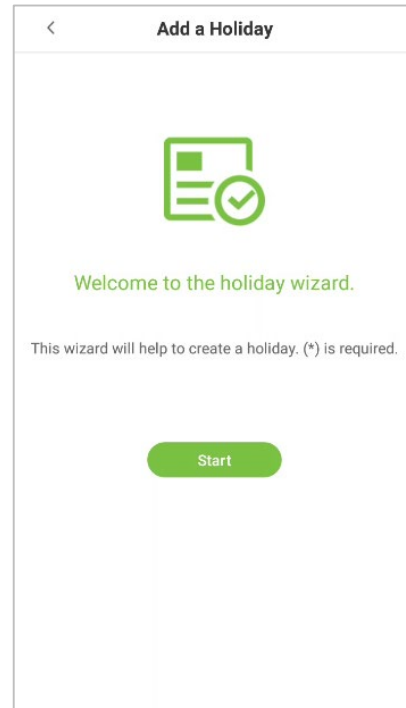 Add a Holiday
Welcome to the holiday wizard.
This wizard will help to create a holiday. (*) is required.
Start